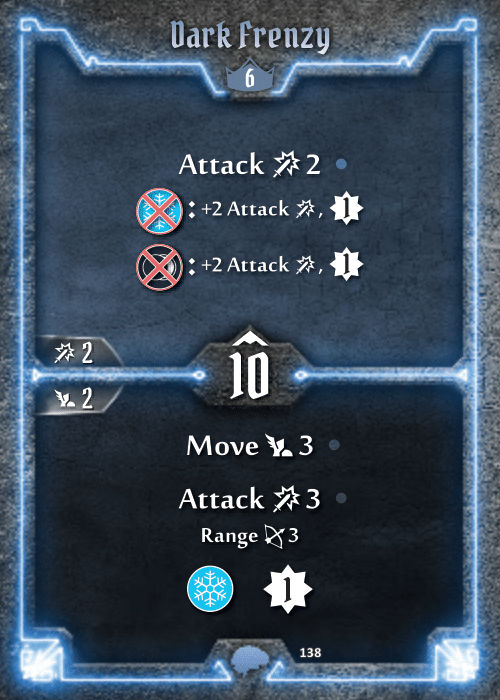 Dark Frenzy
6
Attack 2
: +2 Attack , 1
: +2 Attack , 1
2
10
2
Move 3
Attack 3
Range 3
1
138